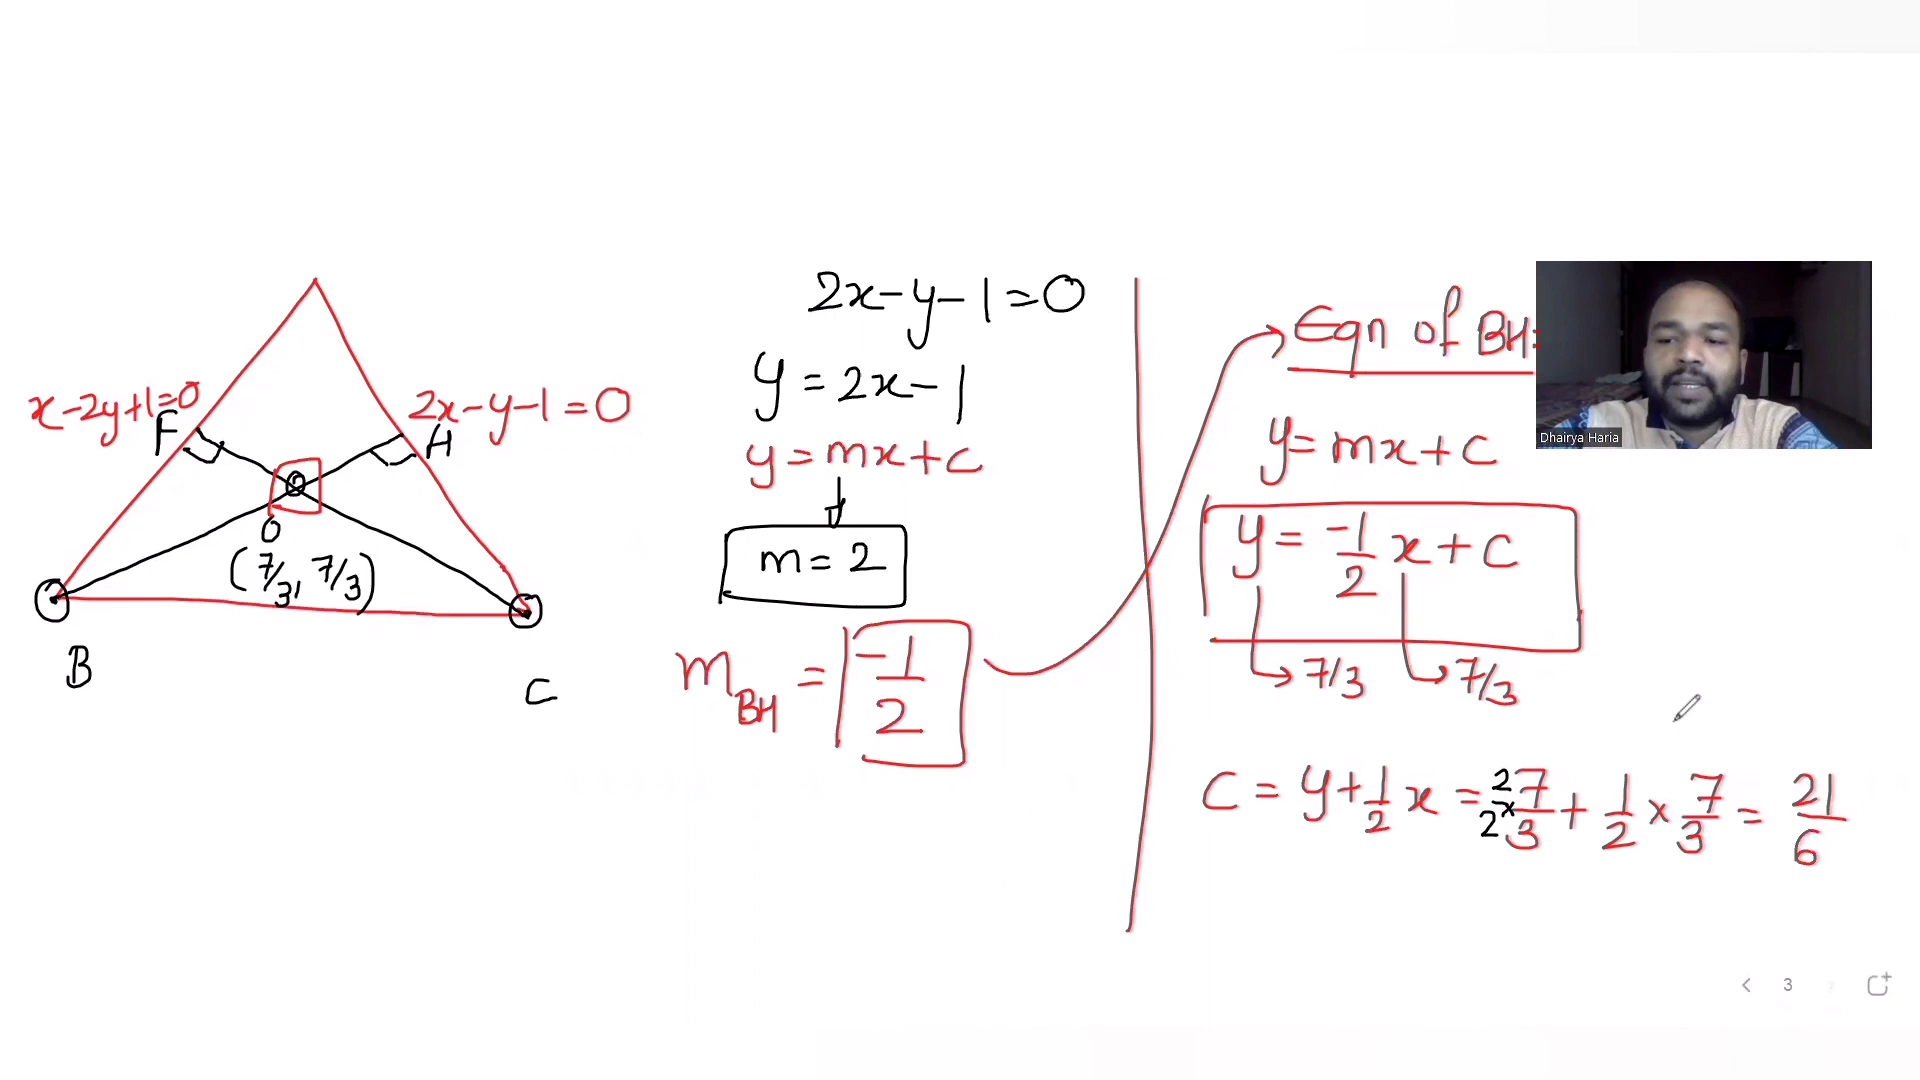 x-2y+1=0
F
2x-y-1=0
H
O
(7/3, 7/3)
B
C
2x-y-1=0
y=2x-1
y=mx+c
m=2
m_BH = -1/2
Eqn of BH:
y=mx+c
y= -1/2 x+c
7/3
7/3
c = y+1/2 x = 2/2 × 7/3 + 1/2 × 7/3 = 21/6
Dhairya Haria
3